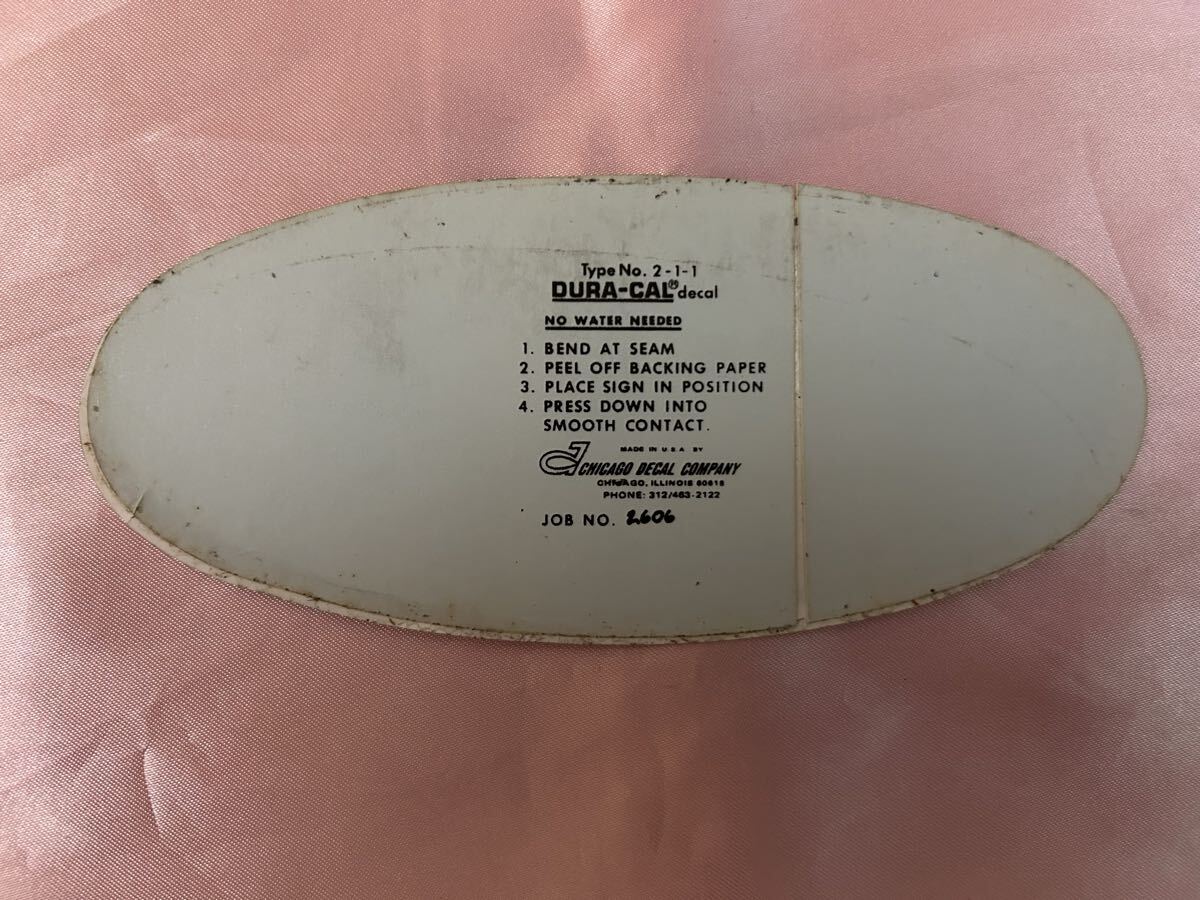 Type No. 2-1-1
DURA-CAL® decal
NO WATER NEEDED
1. BEND AT SEAM
2. PEEL OFF BACKING PAPER
3. PLACE SIGN IN POSITION
4. PRESS DOWN INTO
SMOOTH CONTACT.
MADE IN U S A BY
CHICAGO DECAL COMPANY
CHICAGO, ILLINOIS 60618
PHONE: 312/463-2122
JOB NO. 2606